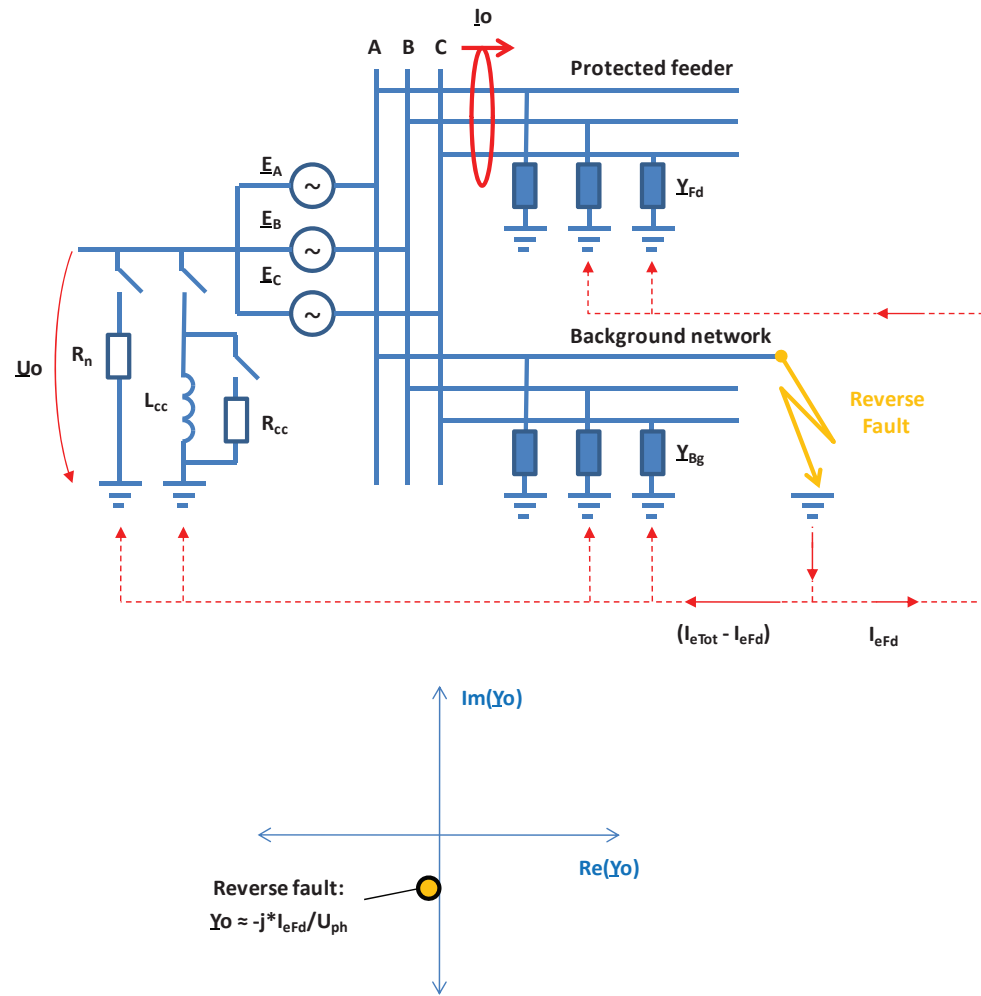 Io
A B C
Protected feeder
EA
~
YFd
EB
~
EC
~
Background network
Rn
Uo
Lcc
Rcc
Reverse
Fault
YBg
(IeTot - IeFd)
IeFd
Im(Yo)
Re(Yo)
Reverse fault:
Yo ≈ -j*IeFd/Uph